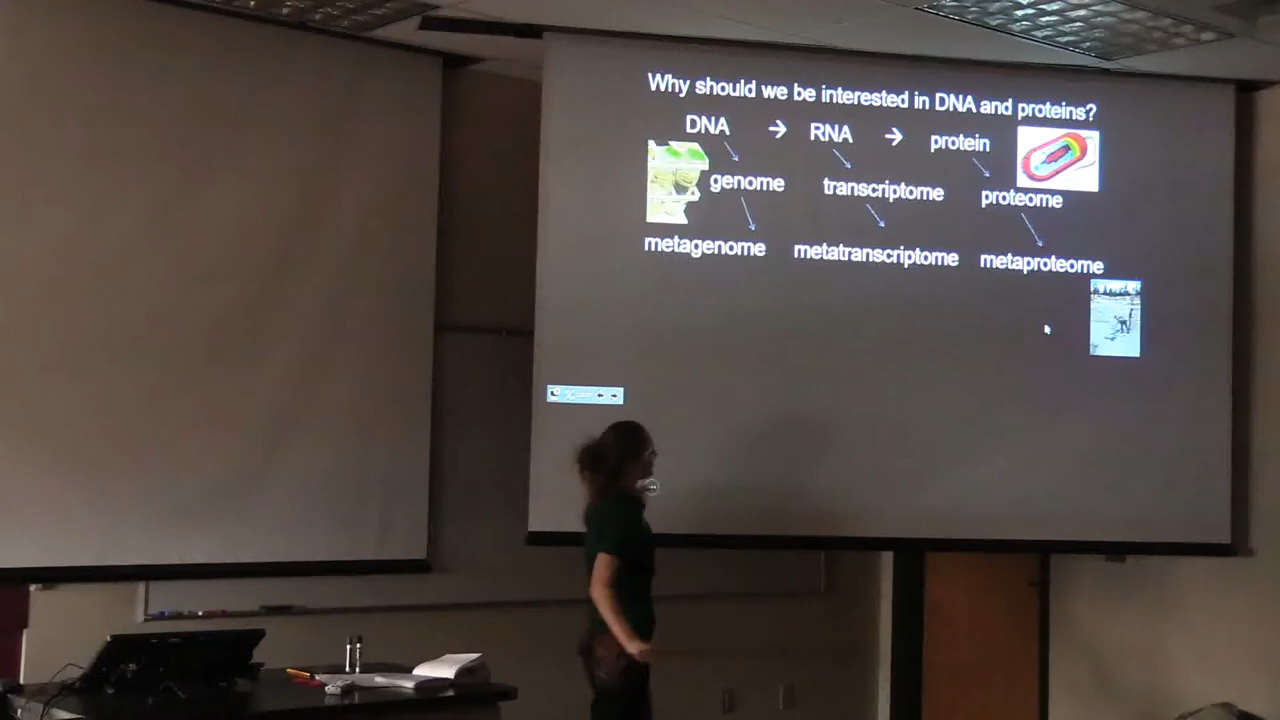 Why should we be interested in DNA and proteins?
DNA → RNA → protein
genome transcriptome proteome
metagenome metatranscriptome metaproteome